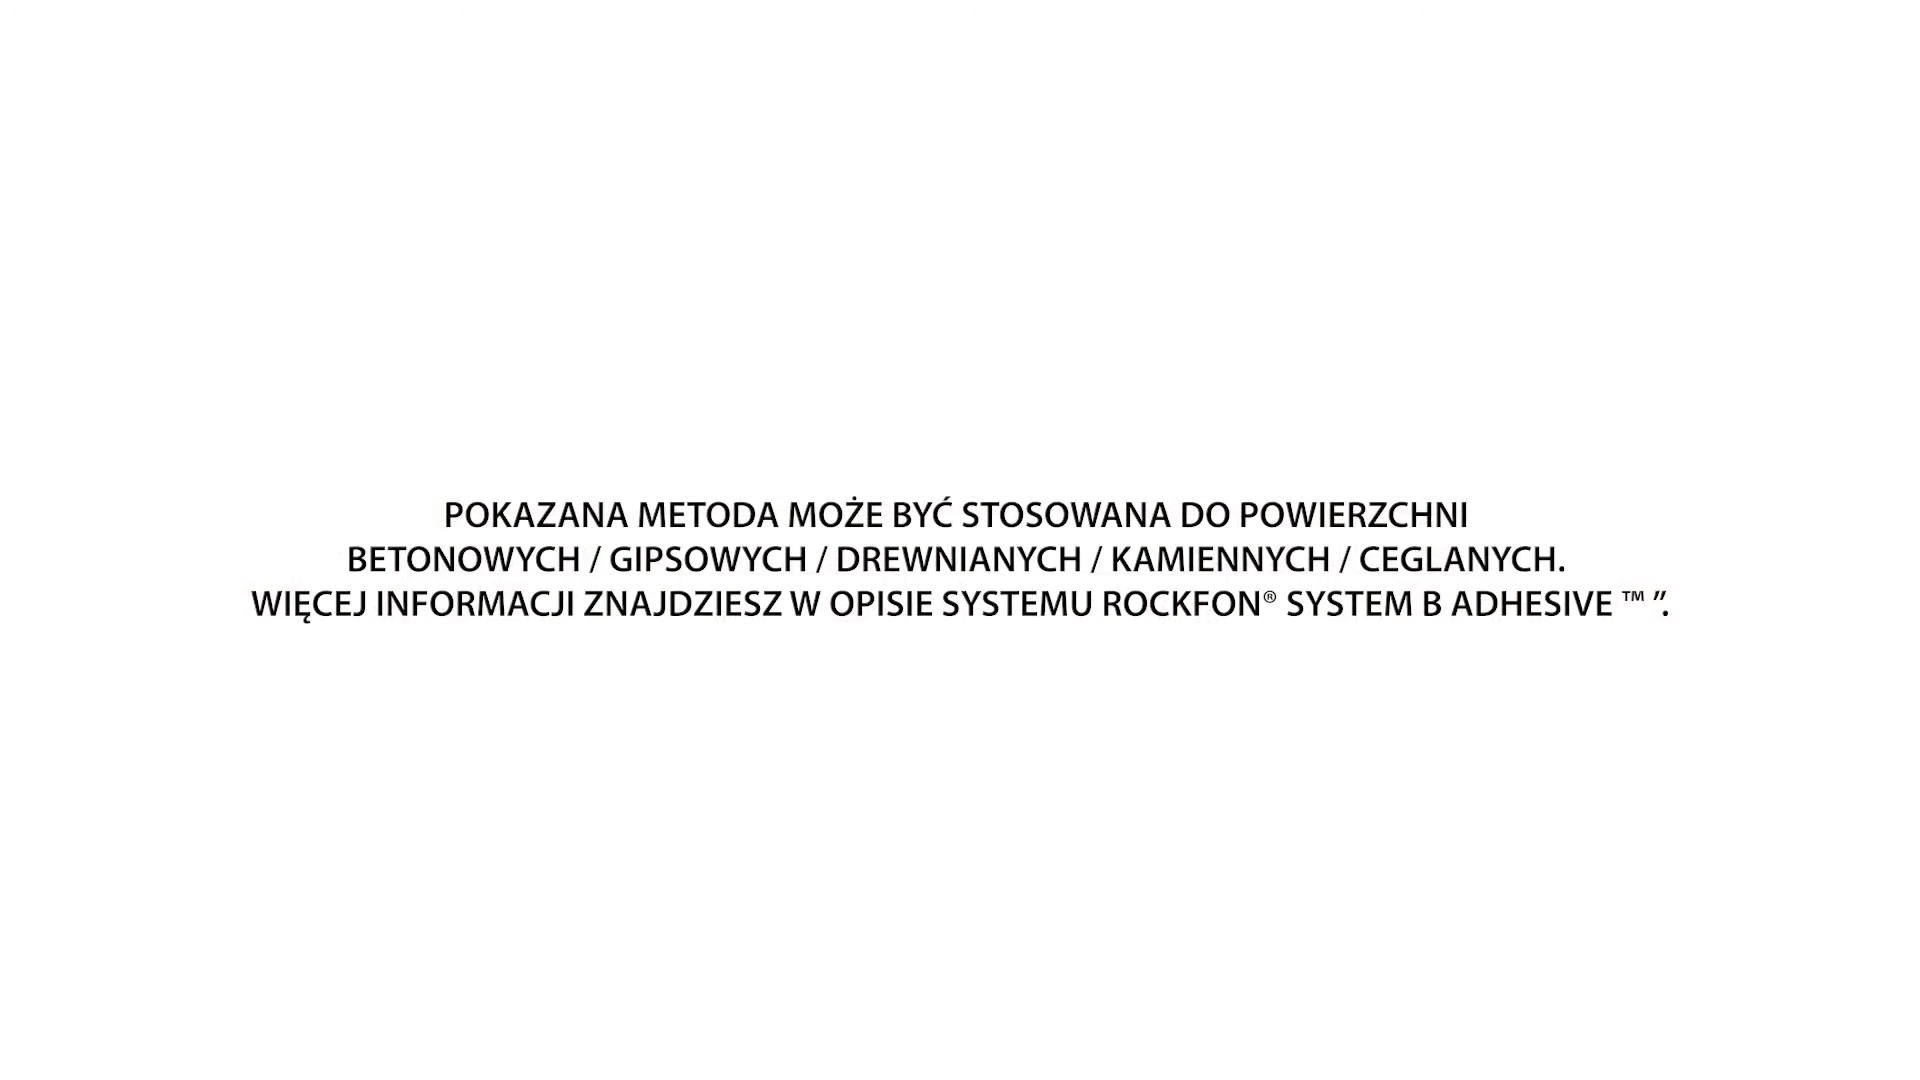 POKAZANA METODA MOŻE BYĆ STOSOWANA DO POWIERZCHNI
BETONOWYCH / GIPSOWYCH / DREWNIANYCH / KAMIENNYCH / CEGLANYCH.
WIĘCEJ INFORMACJI ZNAJDZIESZ W OPISIE SYSTEMU ROCKFON® SYSTEM B ADHESIVE ™ ”.